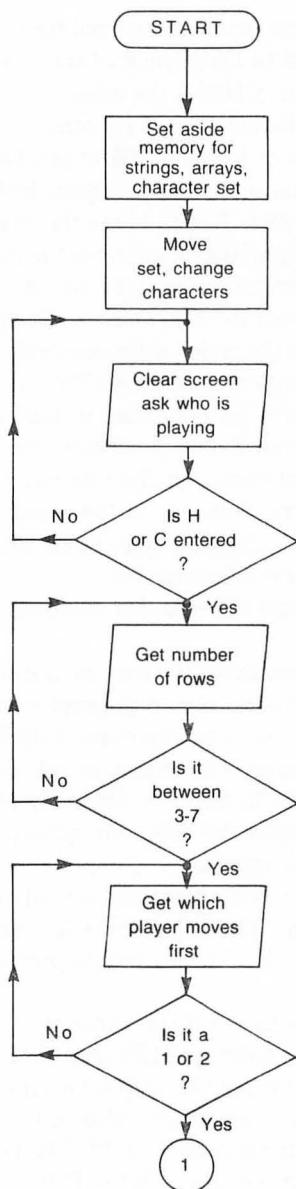 START
Set aside
memory for
strings, arrays,
character set
Move
set, change
characters
Clear screen
ask who is
playing
No
Is H
or C entered
?
Yes
Get number
of rows
No
Is it
between
3-7
?
Yes
Get which
player moves
first
No
Is it a
1 or 2
?
Yes
1